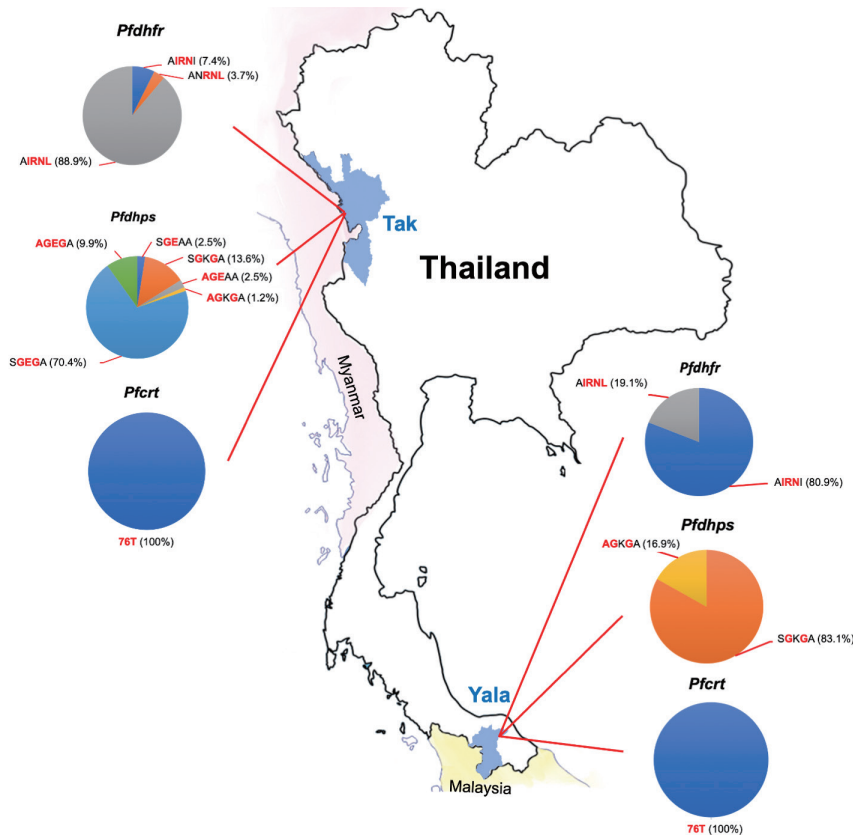 Pfdhfr
AIRNI (7.4%)
ANRNL (3.7%)
AIRNL (88.9%)
Pfdhps
AGEGA (9.9%)
SGEAA (2.5%)
SGKGA (13.6%)
AGEAA (2.5%)
AGKGA (1.2%)
SGEGA (70.4%)
Pfcrt
76T (100%)
Tak
Thailand
Myanmar
Pfdhfr
AIRNL (19.1%)
AIRNI (80.9%)
Pfdhps
AGKGA (16.9%)
SGKGA (83.1%)
Pfcrt
76T (100%)
Yala
Malaysia